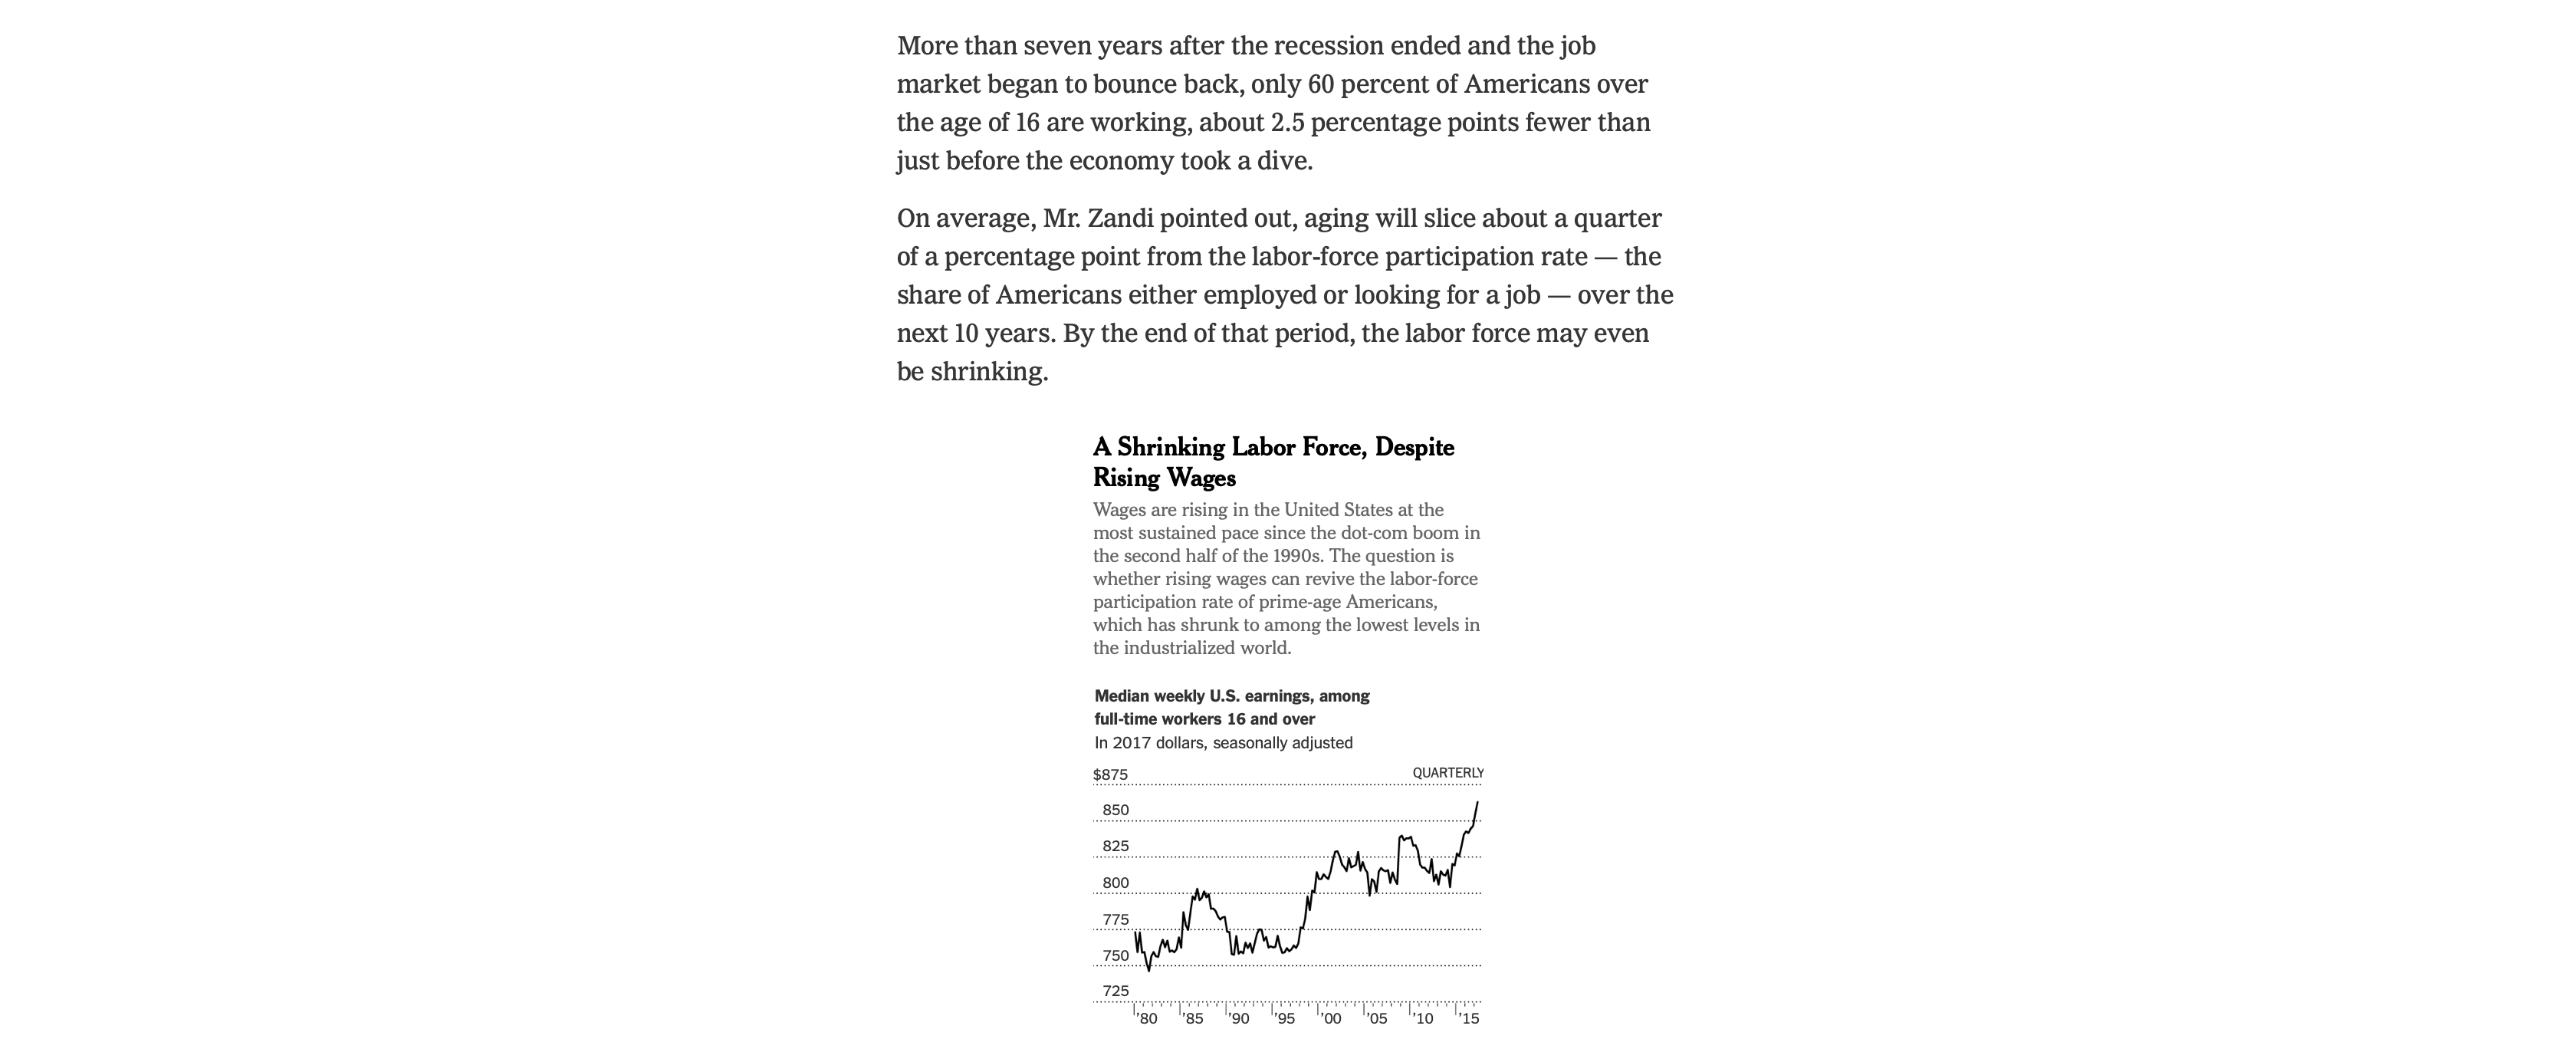 More than seven years after the recession ended and the job
market began to bounce back, only 60 percent of Americans over
the age of 16 are working, about 2.5 percentage points fewer than
just before the economy took a dive.
On average, Mr. Zandi pointed out, aging will slice about a quarter
of a percentage point from the labor-force participation rate — the
share of Americans either employed or looking for a job — over the
next 10 years. By the end of that period, the labor force may even
be shrinking.
A Shrinking Labor Force, Despite
Rising Wages
Wages are rising in the United States at the
most sustained pace since the dot-com boom in
the second half of the 1990s. The question is
whether rising wages can revive the labor-force
participation rate of prime-age Americans,
which has shrunk to among the lowest levels in
the industrialized world.
Median weekly U.S. earnings, among
full-time workers 16 and over
In 2017 dollars, seasonally adjusted
$875 QUARTERLY
850
825
800
775
750
725
'80 '85 '90 '95 '00 '05 '10 '15